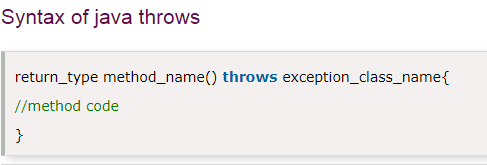 Syntax of java throws
return_type method_name() throws exception_class_name{
//method code
}